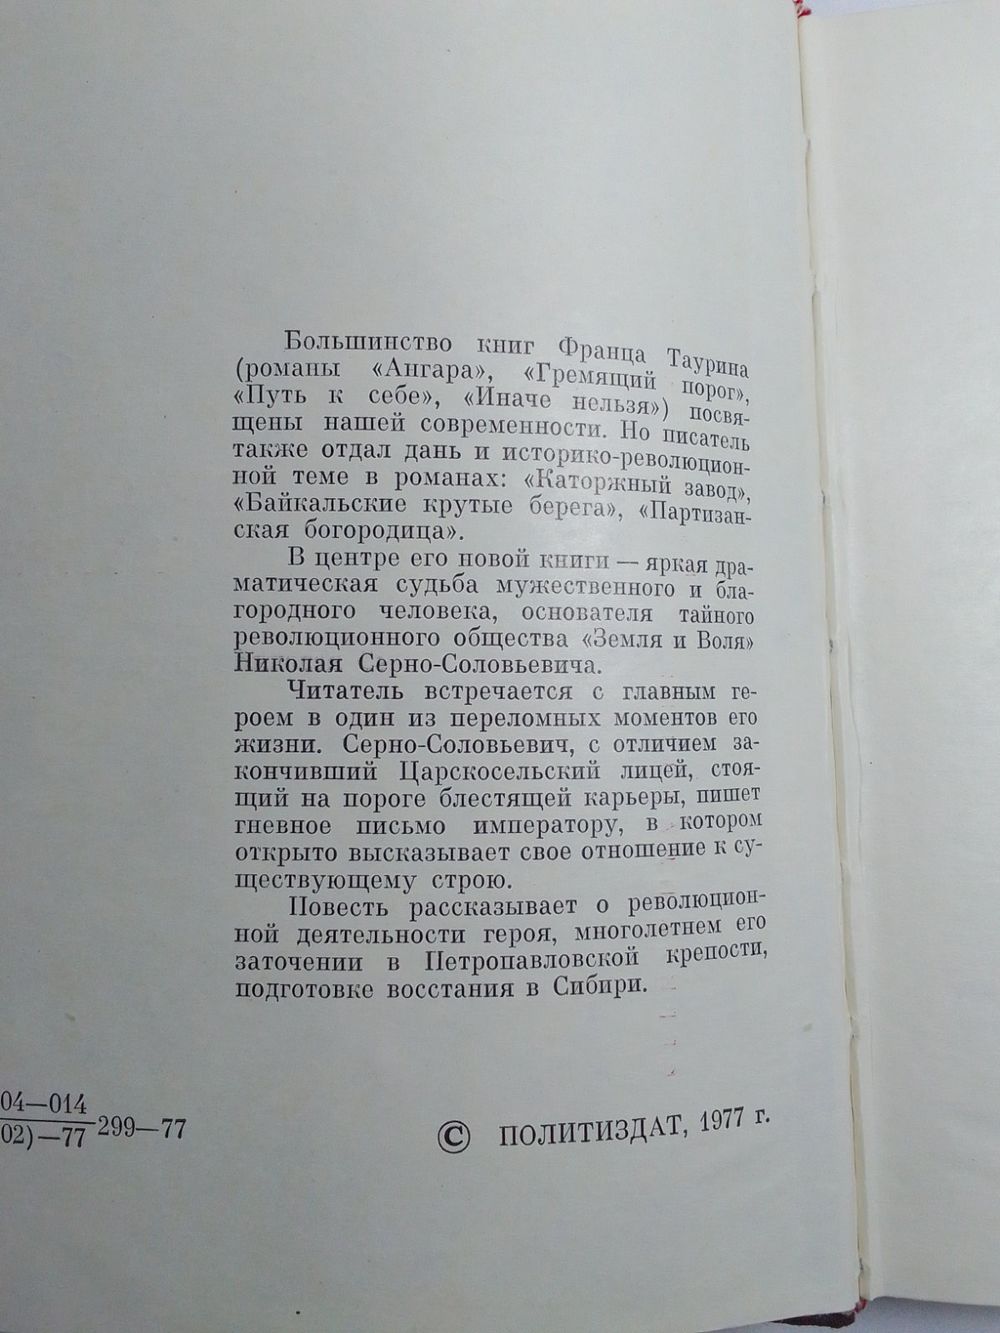 Большинство книг Франца Таурина
(романы «Ангара», «Гремящий порог»,
«Путь к себе», «Иначе нельзя») посвя-
щены нашей современности. Но писатель
также отдал дань и историко-революцион-
ной теме в романах: «Каторжный завод»,
«Байкальские крутые берега», «Партизан-
ская богородица».
В центре его новой книги — яркая дра-
матическая судьба мужественного и бла-
городного человека, основателя тайного
революционного общества «Земля и Воля»
Николая Серно-Соловьевича.
Читатель встречается с главным ге-
роем в один из переломных моментов его
жизни. Серно-Соловьевич, с отличием за-
кончивший Царскосельский лицей, стоя-
щий на пороге блестящей карьеры, пишет
гневное письмо императору, в котором
открыто высказывает свое отношение к су-
ществующему строю.
Повесть рассказывает о революцион-
ной деятельности героя, многолетнем его
заточении в Петропавловской крепости,
подготовке восстания в Сибири.
04—014
02)—77 299—77
© ПОЛИТИЗДАТ, 1977 г.